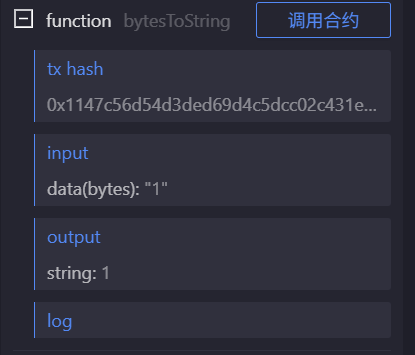 function bytesToString 调用合约
tx hash
0x1147c56d54d3ded69d4c5dcc02c431e...
input
data(bytes): "1"
output
string: 1
log